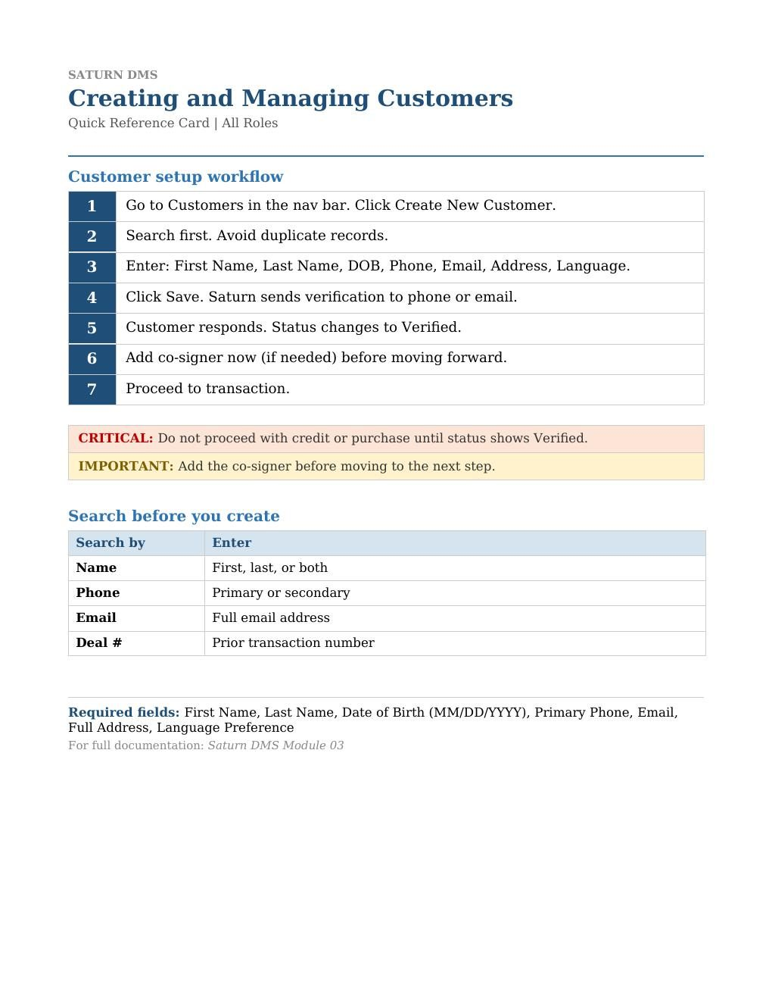 SATURN DMS
Creating and Managing Customers
Quick Reference Card | All Roles
Customer setup workflow
1 Go to Customers in the nav bar. Click Create New Customer.
2 Search first. Avoid duplicate records.
3 Enter: First Name, Last Name, DOB, Phone, Email, Address, Language.
4 Click Save. Saturn sends verification to phone or email.
5 Customer responds. Status changes to Verified.
6 Add co-signer now (if needed) before moving forward.
7 Proceed to transaction.
CRITICAL: Do not proceed with credit or purchase until status shows Verified.
IMPORTANT: Add the co-signer before moving to the next step.
Search before you create
Search by Enter
Name First, last, or both
Phone Primary or secondary
Email Full email address
Deal # Prior transaction number
Required fields: First Name, Last Name, Date of Birth (MM/DD/YYYY), Primary Phone, Email,
Full Address, Language Preference
For full documentation: Saturn DMS Module 03